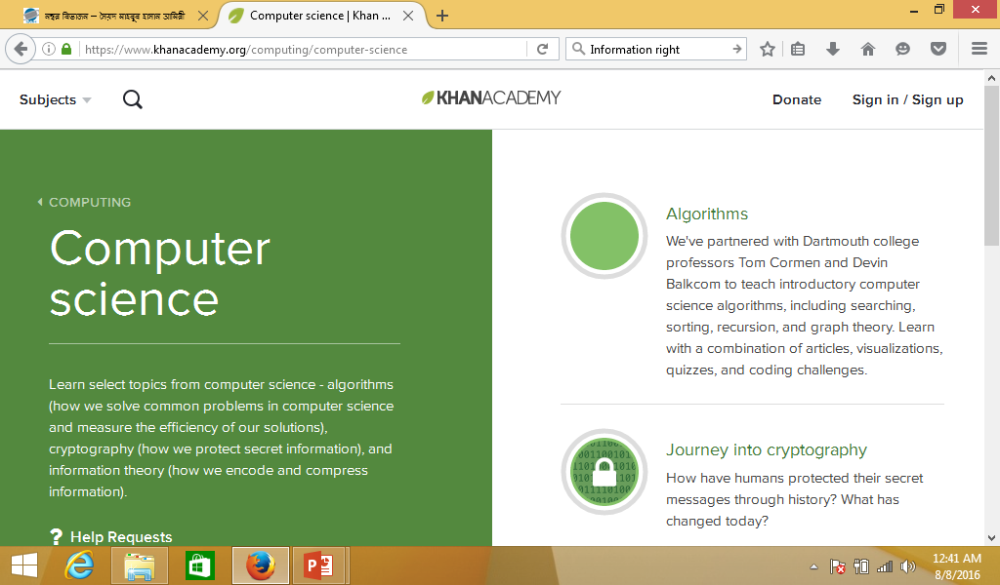 নম্বর বিভাজন – সৈয়দ মাহবুব হাসান আমিরী
Computer science | Khan ...
https://www.khanacademy.org/computing/computer-science
Information right
Subjects
KHANACADEMY
Donate
Sign in / Sign up
COMPUTING
Computer
science
Learn select topics from computer science - algorithms
(how we solve common problems in computer science
and measure the efficiency of our solutions),
cryptography (how we protect secret information), and
information theory (how we encode and compress
information).
? Help Requests
Algorithms
We've partnered with Dartmouth college
professors Tom Cormen and Devin
Balkcom to teach introductory computer
science algorithms, including searching,
sorting, recursion, and graph theory. Learn
with a combination of articles, visualizations,
quizzes, and coding challenges.
Journey into cryptography
How have humans protected their secret
messages through history? What has
changed today?
12:41 AM
8/8/2016